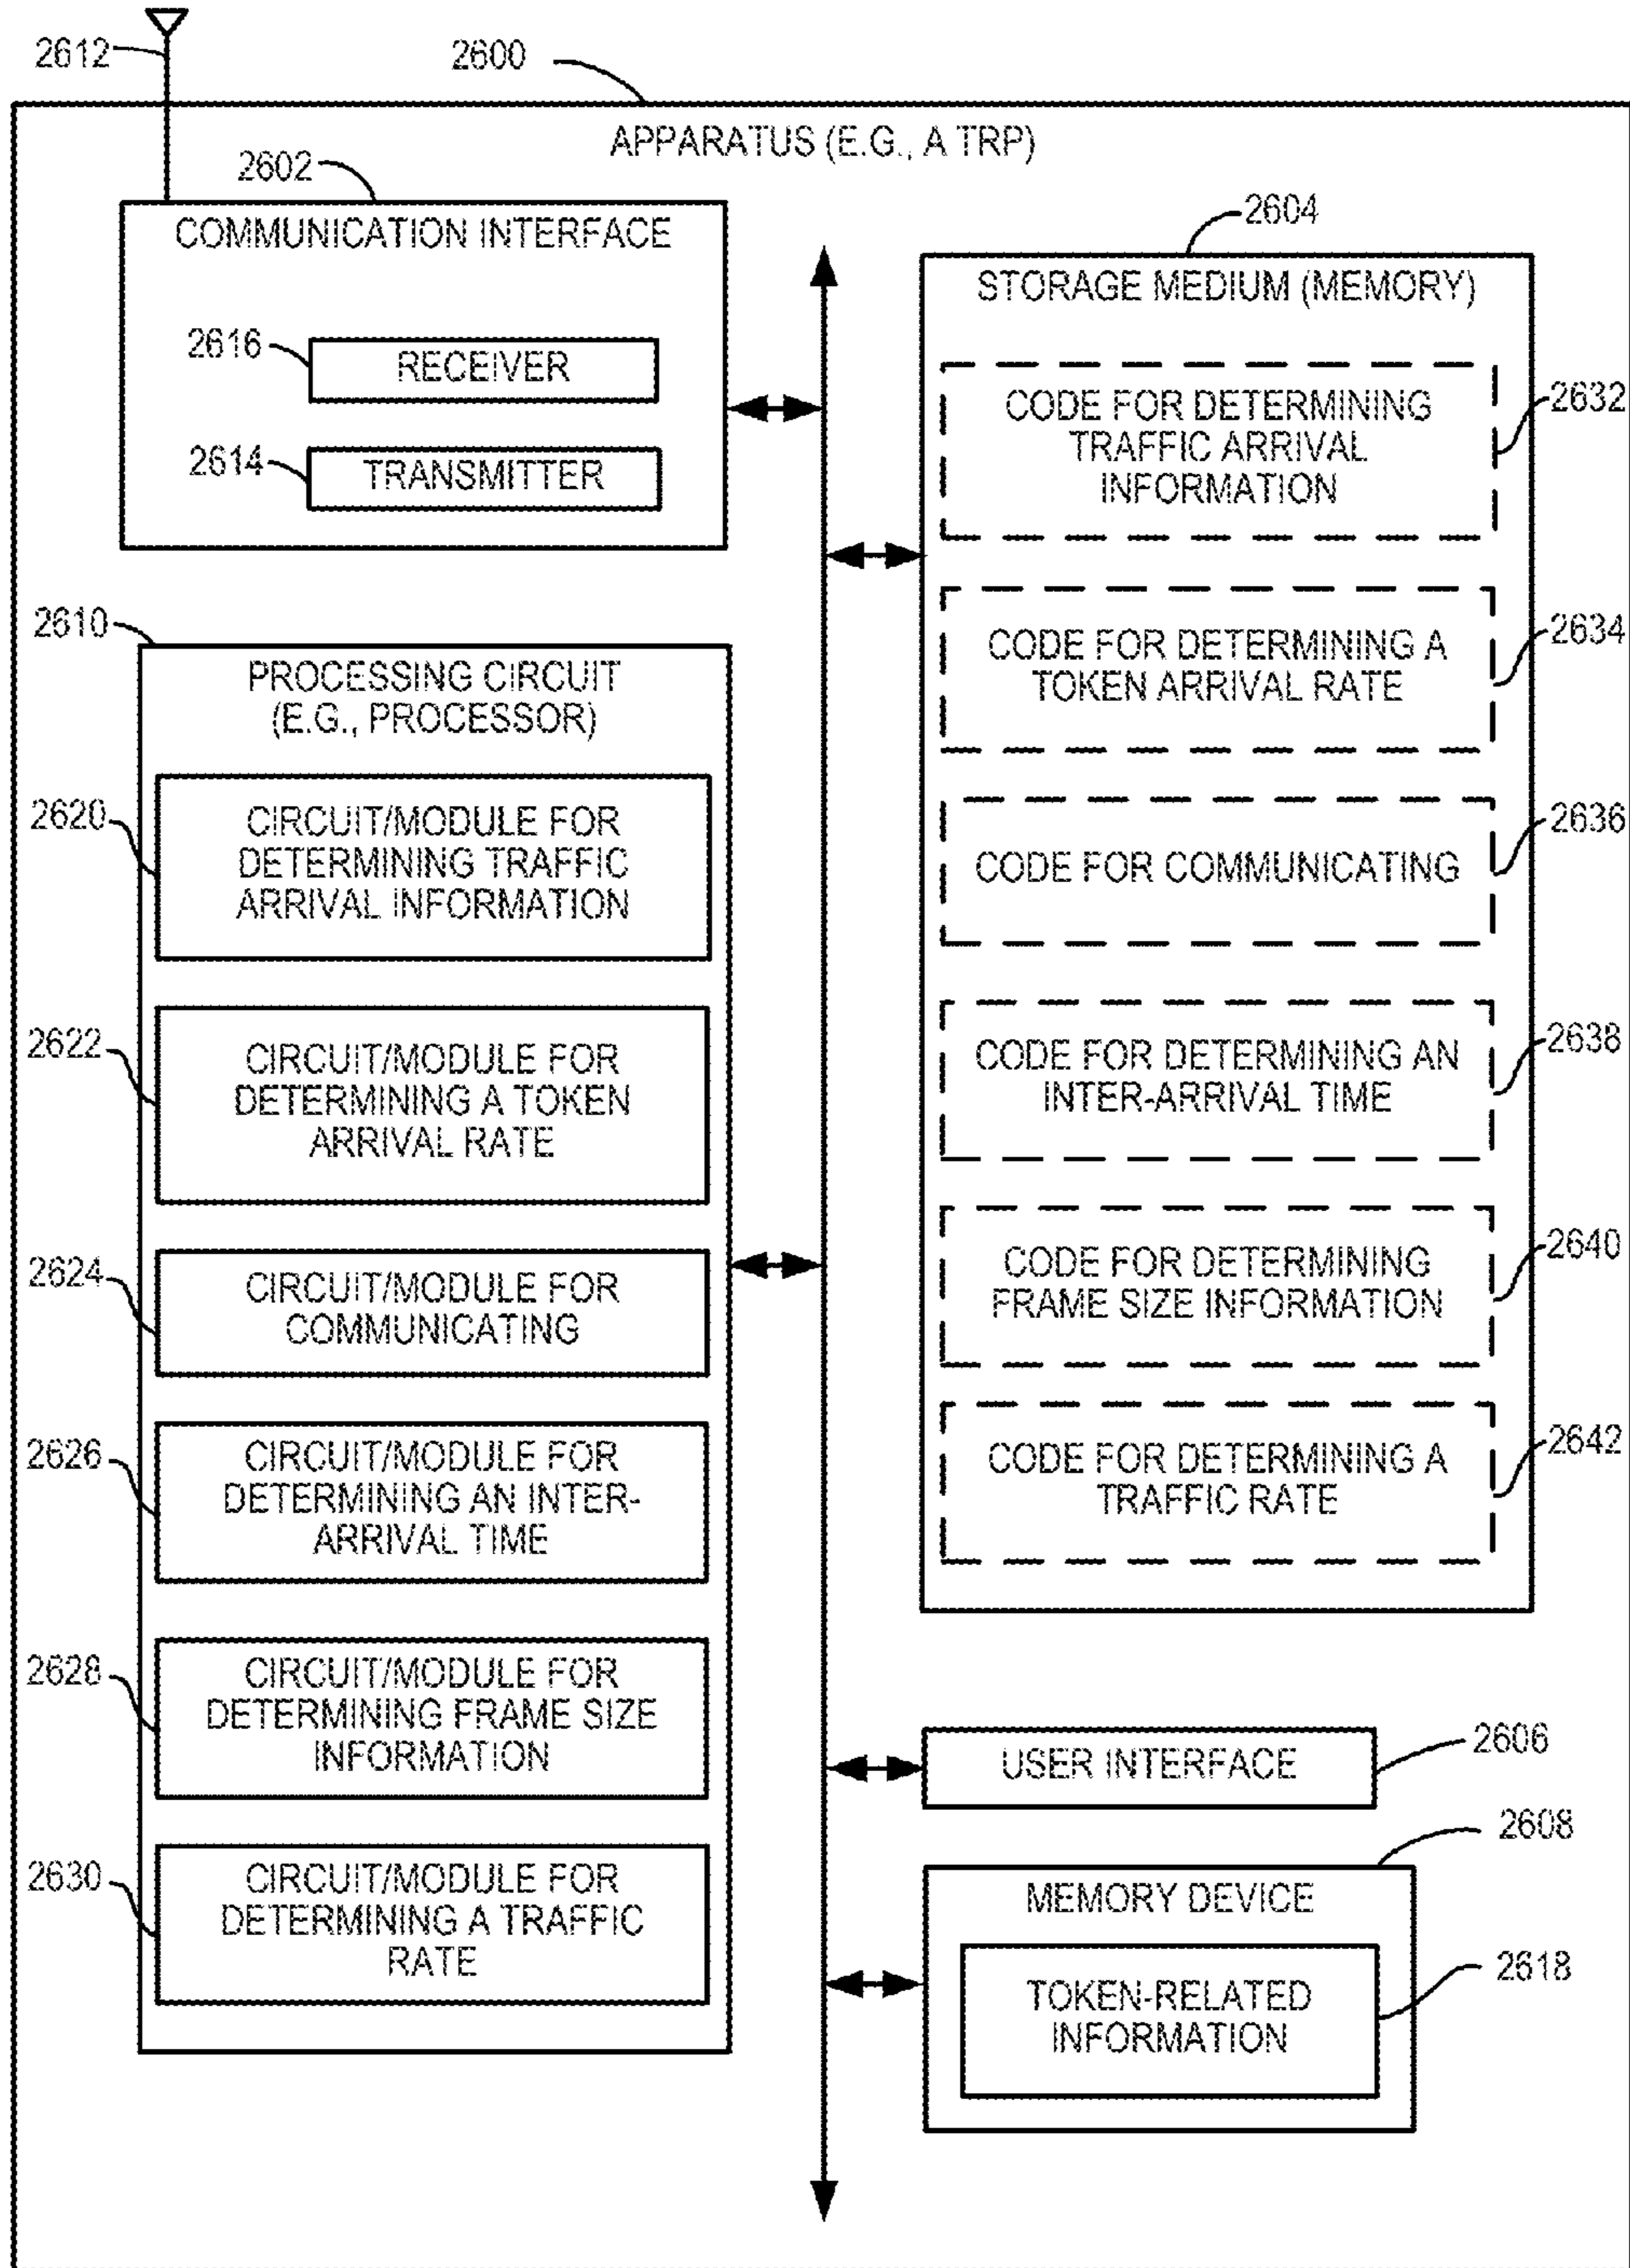 2612
2600
APPARATUS (E.G., A TRP)
2602
COMMUNICATION INTERFACE
2616
RECEIVER
2614
TRANSMITTER
2604
STORAGE MEDIUM (MEMORY)
CODE FOR DETERMINING
TRAFFIC ARRIVAL
INFORMATION
2632
CODE FOR DETERMINING A
TOKEN ARRIVAL RATE
2634
CODE FOR COMMUNICATING
2636
CODE FOR DETERMINING AN
INTER-ARRIVAL TIME
2638
CODE FOR DETERMINING
FRAME SIZE INFORMATION
2640
CODE FOR DETERMINING A
TRAFFIC RATE
2642
2610
PROCESSING CIRCUIT
(E.G., PROCESSOR)
2620
CIRCUIT/MODULE FOR
DETERMINING TRAFFIC
ARRIVAL INFORMATION
2622
CIRCUIT/MODULE FOR
DETERMINING A TOKEN
ARRIVAL RATE
2624
CIRCUIT/MODULE FOR
COMMUNICATING
2626
CIRCUIT/MODULE FOR
DETERMINING AN INTER-
ARRIVAL TIME
2628
CIRCUIT/MODULE FOR
DETERMINING FRAME SIZE
INFORMATION
2630
CIRCUIT/MODULE FOR
DETERMINING A TRAFFIC
RATE
USER INTERFACE
2606
2608
MEMORY DEVICE
TOKEN-RELATED
INFORMATION
2618